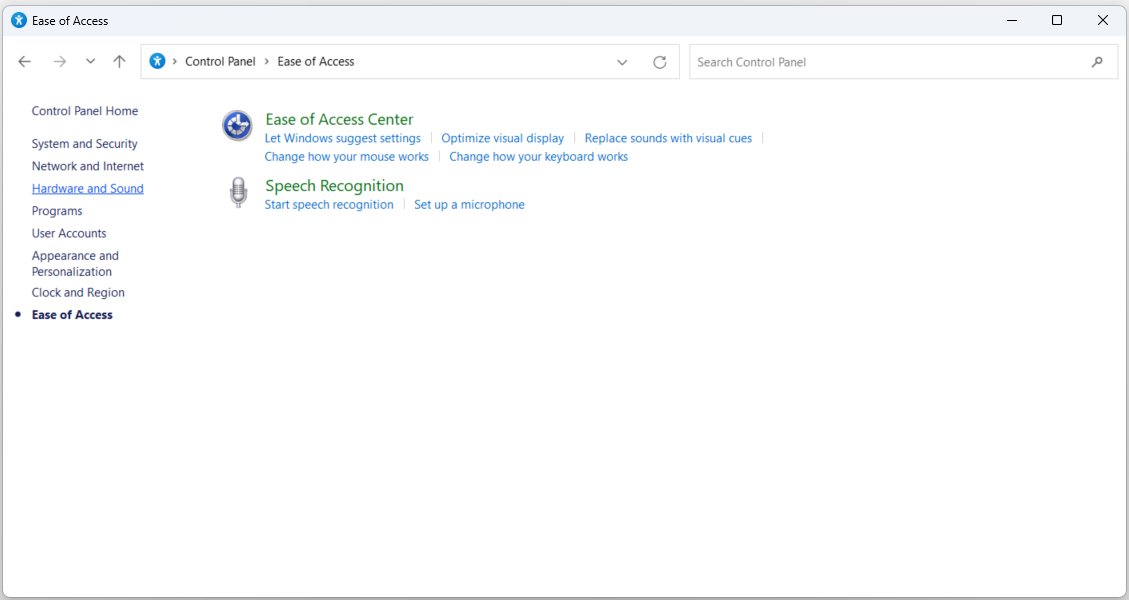 Ease of Access
Control Panel Ease of Access
Search Control Panel
Control Panel Home
System and Security
Network and Internet
Hardware and Sound
Programs
User Accounts
Appearance and
Personalization
Clock and Region
Ease of Access
Ease of Access Center
Let Windows suggest settings Optimize visual display Replace sounds with visual cues
Change how your mouse works Change how your keyboard works
Speech Recognition
Start speech recognition Set up a microphone